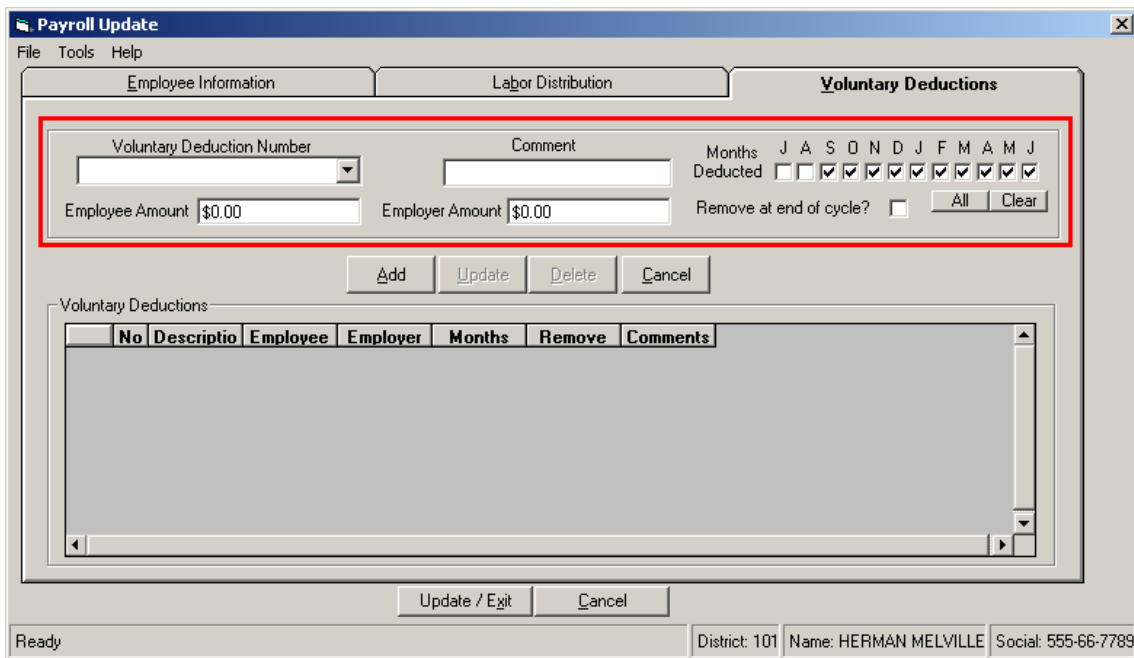 Payroll Update
File Tools Help
Employee Information Labor Distribution Voluntary Deductions
Voluntary Deduction Number Comment Months J A S O N D J F M A M J
Deducted
Employee Amount $0.00 Employer Amount $0.00 Remove at end of cycle? All Clear
Add Update Delete Cancel
Voluntary Deductions
No Descriptio Employee Employer Months Remove Comments
Update / Exit Cancel
Ready District: 101 Name: HERMAN MELVILLE Social: 555-66-7789